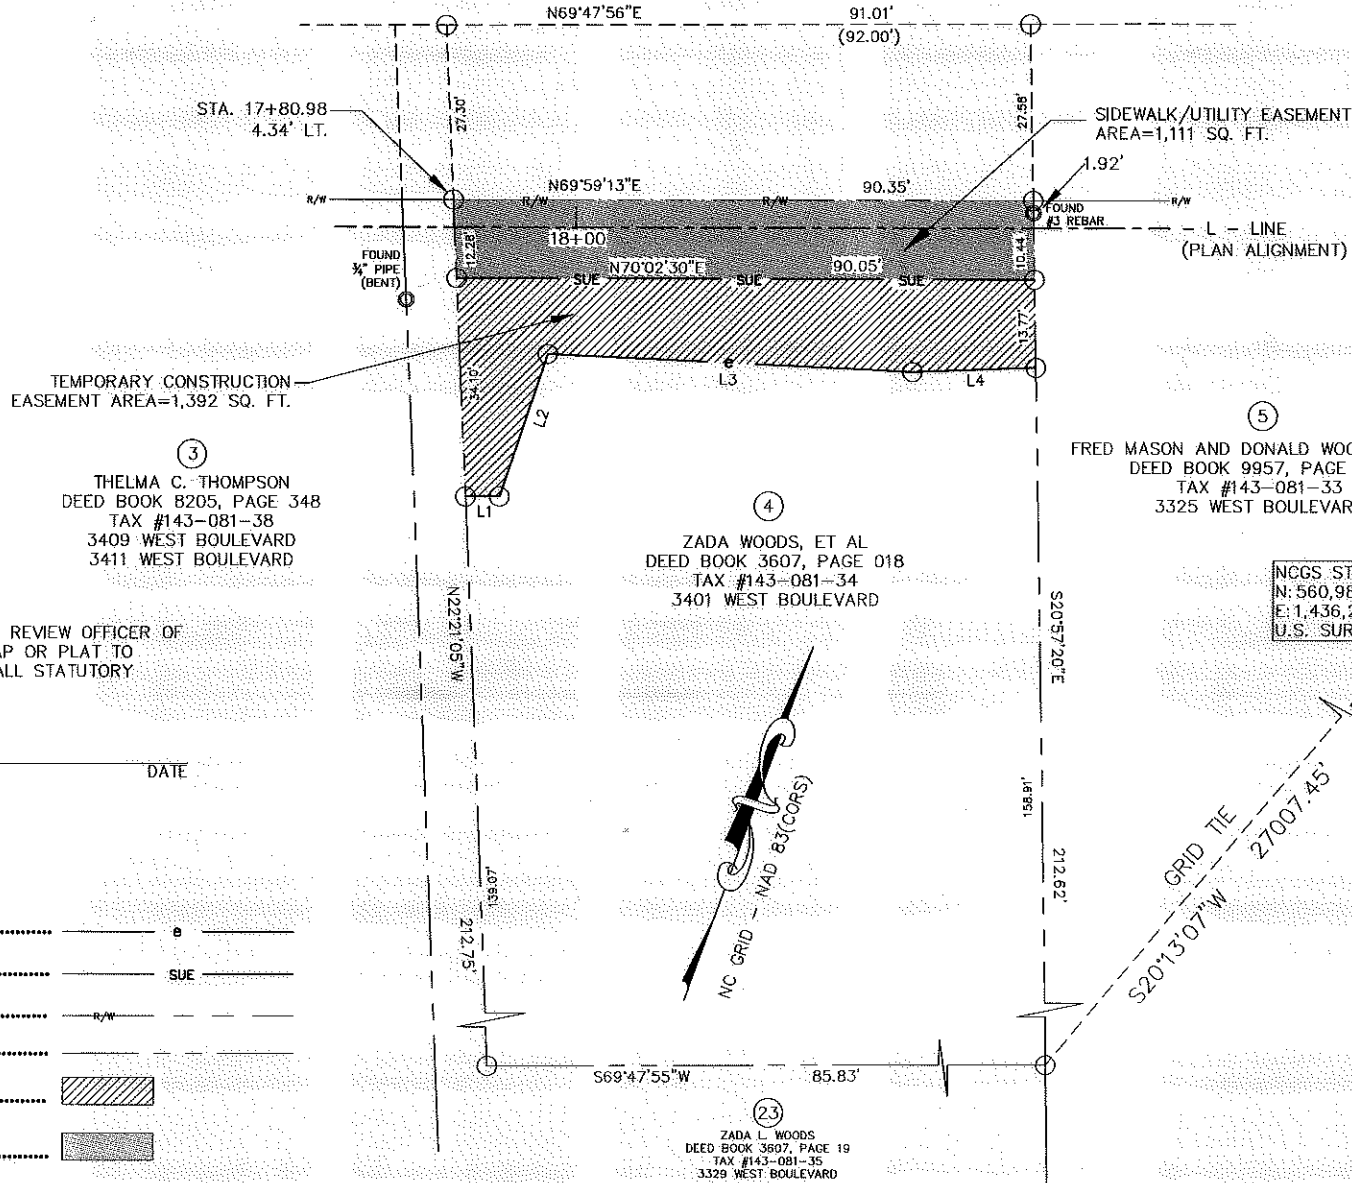 N69°47'56"E
91.01'
(92.00')
STA. 17+80.98
4.34' LT.
27.30'
27.58'
SIDEWALK/UTILITY EASEMENT
AREA=1,111 SQ. FT.
1.92'
R/W
N69°59'13"E
R/W
90.35'
R/W
R/W
FOUND
#3 REBAR
18+00
L - LINE
(PLAN ALIGNMENT)
12.28'
10.44'
FOUND
¾" PIPE
(BENT)
N70°02'30"E
90.05'
SUE
SUE
SUE
13.77'
TEMPORARY CONSTRUCTION
EASEMENT AREA=1,392 SQ. FT.
34.10'
L2
e
L3
L4
L1
3
THELMA C. THOMPSON
DEED BOOK 8205, PAGE 348
TAX #143-081-38
3409 WEST BOULEVARD
3411 WEST BOULEVARD
4
ZADA WOODS, ET AL
DEED BOOK 3607, PAGE 018
TAX #143-081-34
3401 WEST BOULEVARD
5
FRED MASON AND DONALD WOO
DEED BOOK 9957, PAGE
TAX #143-081-33
3325 WEST BOULEVAR
NCGS ST
N: 560,98
E: 1,436,2
U.S. SUR
REVIEW OFFICER OF
AP OR PLAT TO
ALL STATUTORY
DATE
N22°21'05"W
S20°57'20"E
139.07'
212.75'
158.91'
212.62'
NC GRID - NAD 83(CORS)
GRID TIE
27007.45'
S20°13'07"W
e
SUE
R/W
S69°47'55"W
85.83'
23
ZADA L. WOODS
DEED BOOK 3607, PAGE 19
TAX #143-081-35
3329 WEST BOULEVARD